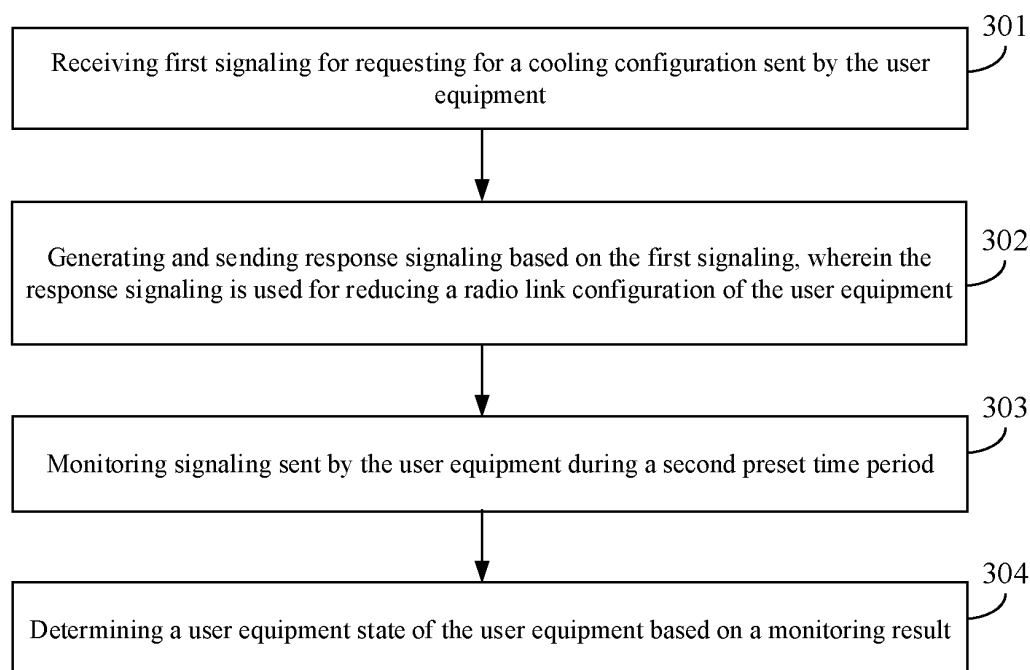 301
Receiving first signaling for requesting for a cooling configuration sent by the user
equipment
302
Generating and sending response signaling based on the first signaling, wherein the
response signaling is used for reducing a radio link configuration of the user equipment
303
Monitoring signaling sent by the user equipment during a second preset time period
304
Determining a user equipment state of the user equipment based on a monitoring result